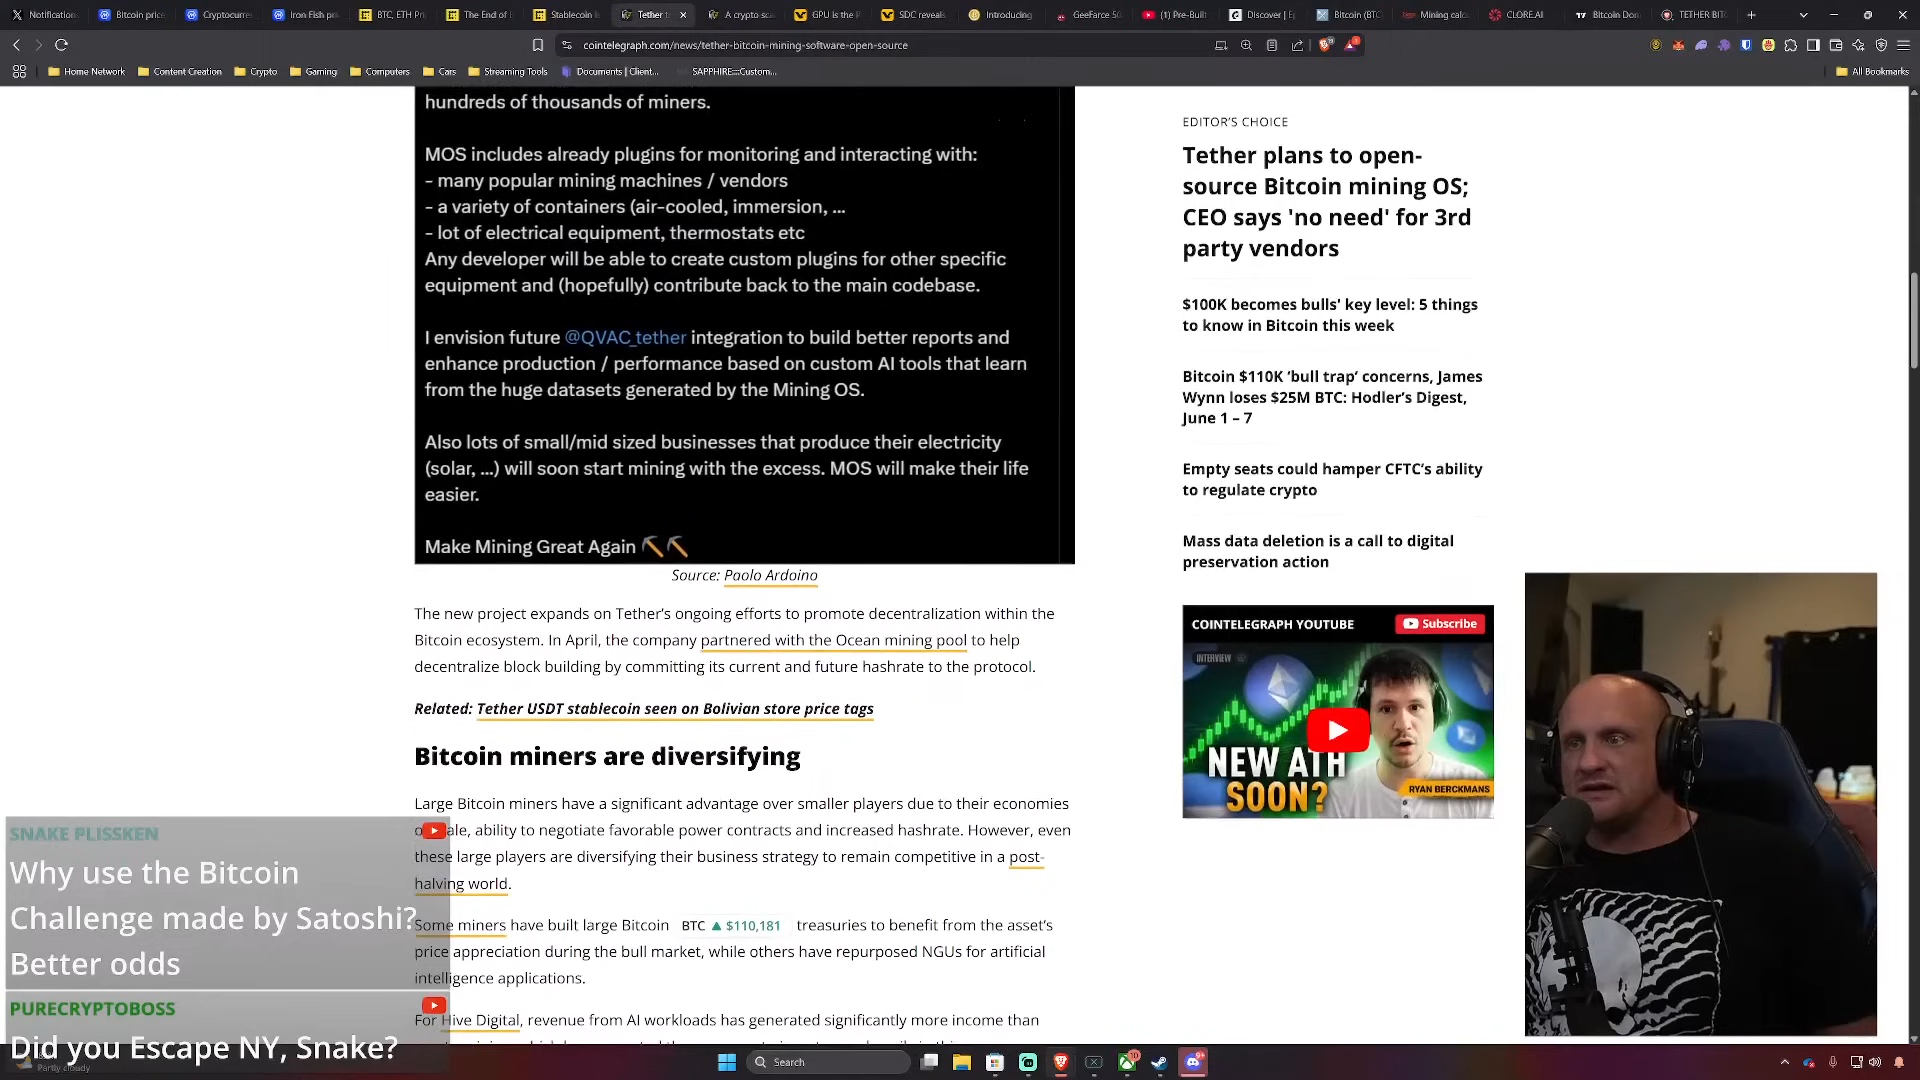 Notification
Bitcoin price
Cryptocurre
Iron Fish pri
BTC, ETH Pri
The End of E
Stablecoin is
Tether t
A crypto sca
GPU is the P
SDC reveals
Introducing
GeeFarce 50
(1) Pre-Built
Discover | Ep
Bitcoin (BTC
Mining calc
CLORE.AI
Bitcoin Dom
TETHER BITC
cointelegraph.com/news/tether-bitcoin-mining-software-open-source
Home Network
Content Creation
Crypto
Gaming
Computers
Cars
Streaming Tools
Documents | Client...
SAPPHIRE::::Custom...
All Bookmarks
hundreds of thousands of miners.
MOS includes already plugins for monitoring and interacting with:
- many popular mining machines / vendors
- a variety of containers (air-cooled, immersion, ...
- lot of electrical equipment, thermostats etc
Any developer will be able to create custom plugins for other specific
equipment and (hopefully) contribute back to the main codebase.
I envision future @QVAC_tether integration to build better reports and
enhance production / performance based on custom AI tools that learn
from the huge datasets generated by the Mining OS.
Also lots of small/mid sized businesses that produce their electricity
(solar, ...) will soon start mining with the excess. MOS will make their life
easier.
Make Mining Great Again
Source: Paolo Ardoino
The new project expands on Tether's ongoing efforts to promote decentralization within the
Bitcoin ecosystem. In April, the company partnered with the Ocean mining pool to help
decentralize block building by committing its current and future hashrate to the protocol.
Related: Tether USDT stablecoin seen on Bolivian store price tags
Bitcoin miners are diversifying
Large Bitcoin miners have a significant advantage over smaller players due to their economies
ale, ability to negotiate favorable power contracts and increased hashrate. However, even
these large players are diversifying their business strategy to remain competitive in a post-
halving world.
Some miners have built large Bitcoin BTC ▲ $110,181 treasuries to benefit from the asset's
price appreciation during the bull market, while others have repurposed NGUs for artificial
intelligence applications.
For Hive Digital, revenue from AI workloads has generated significantly more income than
EDITOR'S CHOICE
Tether plans to open-
source Bitcoin mining OS;
CEO says 'no need' for 3rd
party vendors
$100K becomes bulls' key level: 5 things
to know in Bitcoin this week
Bitcoin $110K 'bull trap' concerns, James
Wynn loses $25M BTC: Hodler's Digest,
June 1 – 7
Empty seats could hamper CFTC's ability
to regulate crypto
Mass data deletion is a call to digital
preservation action
COINTELEGRAPH YOUTUBE
Subscribe
INTERVIEW
NEW ATH
SOON?
RYAN BERCKMANS
SNAKE PLISSKEN
Why use the Bitcoin
Challenge made by Satoshi?
Better odds
PURECRYPTOBOSS
Did you Escape NY, Snake?
Partly cloudy
Search